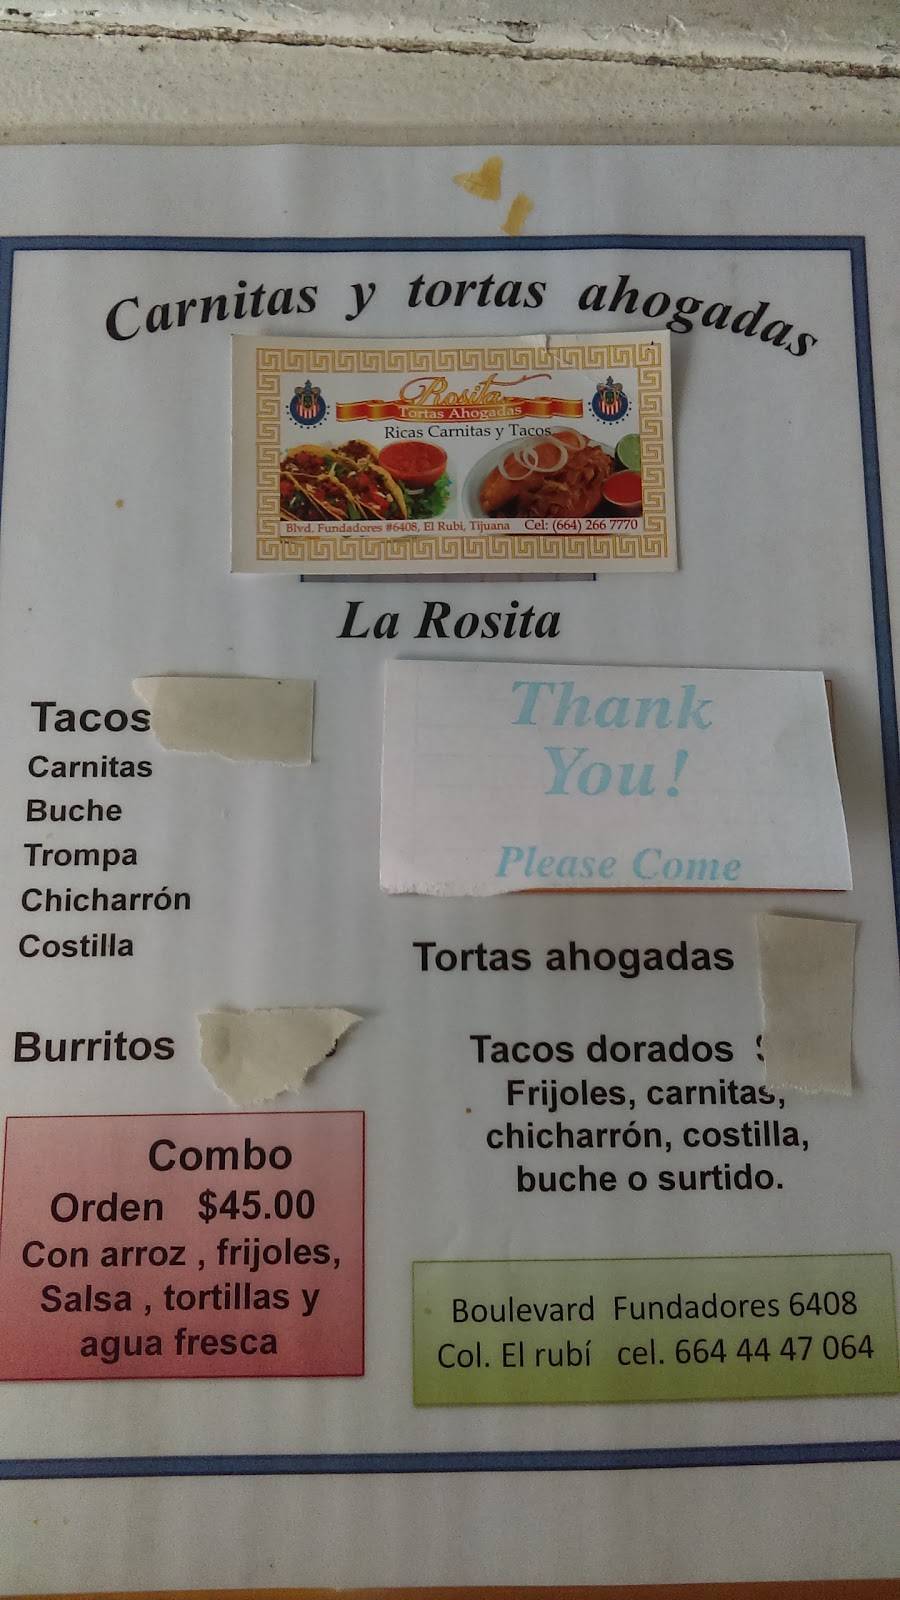 Carnitas y tortas ahogadas
Rosita
Tortas Ahogadas
Ricas Carnitas y Tacos
Blvd. Fundadores #6408, El Rubi, Tijuana Cel: (664) 266 7770
La Rosita
Tacos
Carnitas
Buche
Trompa
Chicharrón
Costilla
Burritos
Combo
Orden $45.00
Con arroz , frijoles,
Salsa , tortillas y
agua fresca
Thank
You!
Please Come
Tortas ahogadas
Tacos dorados
Frijoles, carnitas,
chicharrón, costilla,
buche o surtido.
Boulevard Fundadores 6408
Col. El rubí cel. 664 44 47 064